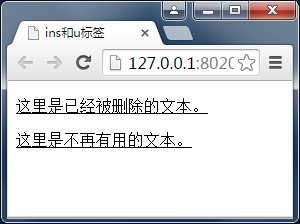 ins和u标签
127.0.0.1:8020
这里是已经被删除的文本。
这里是不再有用的文本。